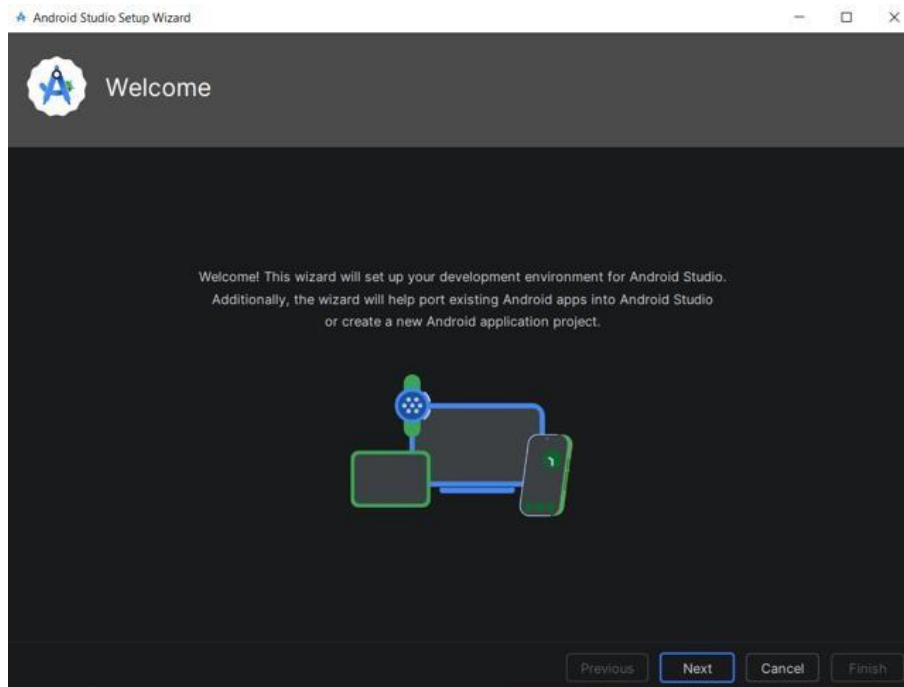 Android Studio Setup Wizard
Welcome
Welcome! This wizard will set up your development environment for Android Studio.
Additionally, the wizard will help port existing Android apps into Android Studio
or create a new Android application project.
Previous Next Cancel Finish